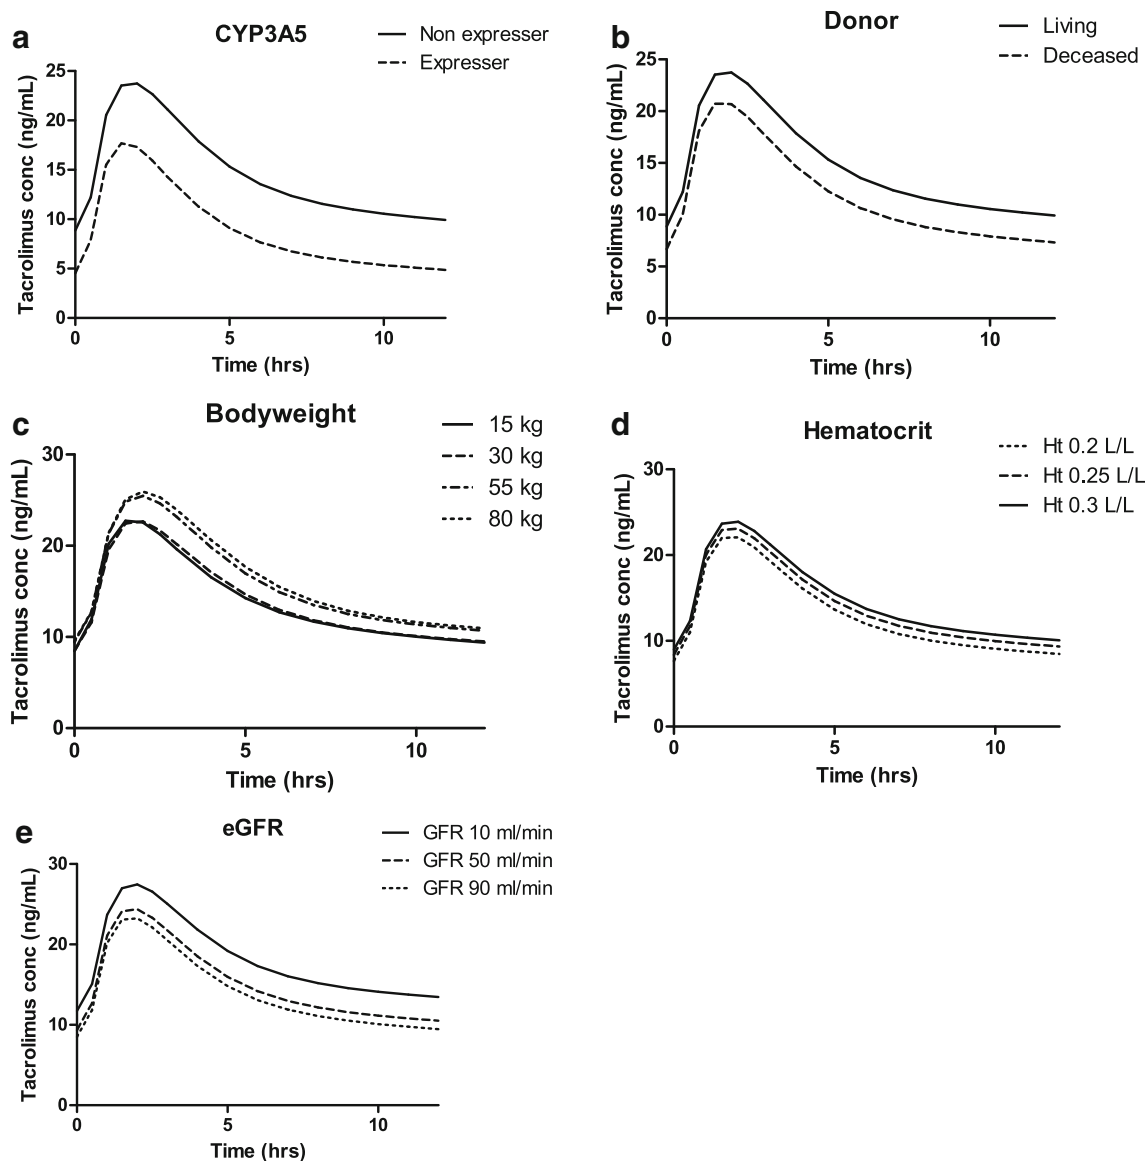 a
CYP3A5
Non expresser
Expresser
Tacrolimus conc (ng/mL)
25
20
15
10
5
0
0
5
10
Time (hrs)
b
Donor
Living
Deceased
Tacrolimus conc (ng/mL)
25
20
15
10
5
0
0
5
10
Time (hrs)
c
Bodyweight
15 kg
30 kg
55 kg
80 kg
Tacrolimus conc (ng/mL)
30
20
10
0
0
5
10
Time (hrs)
d
Hematocrit
Ht 0.2 L/L
Ht 0.25 L/L
Ht 0.3 L/L
Tacrolimus conc (ng/mL)
30
20
10
0
0
5
10
Time (hrs)
e
eGFR
GFR 10 ml/min
GFR 50 ml/min
GFR 90 ml/min
Tacrolimus conc (ng/mL)
30
20
10
0
0
5
10
Time (hrs)